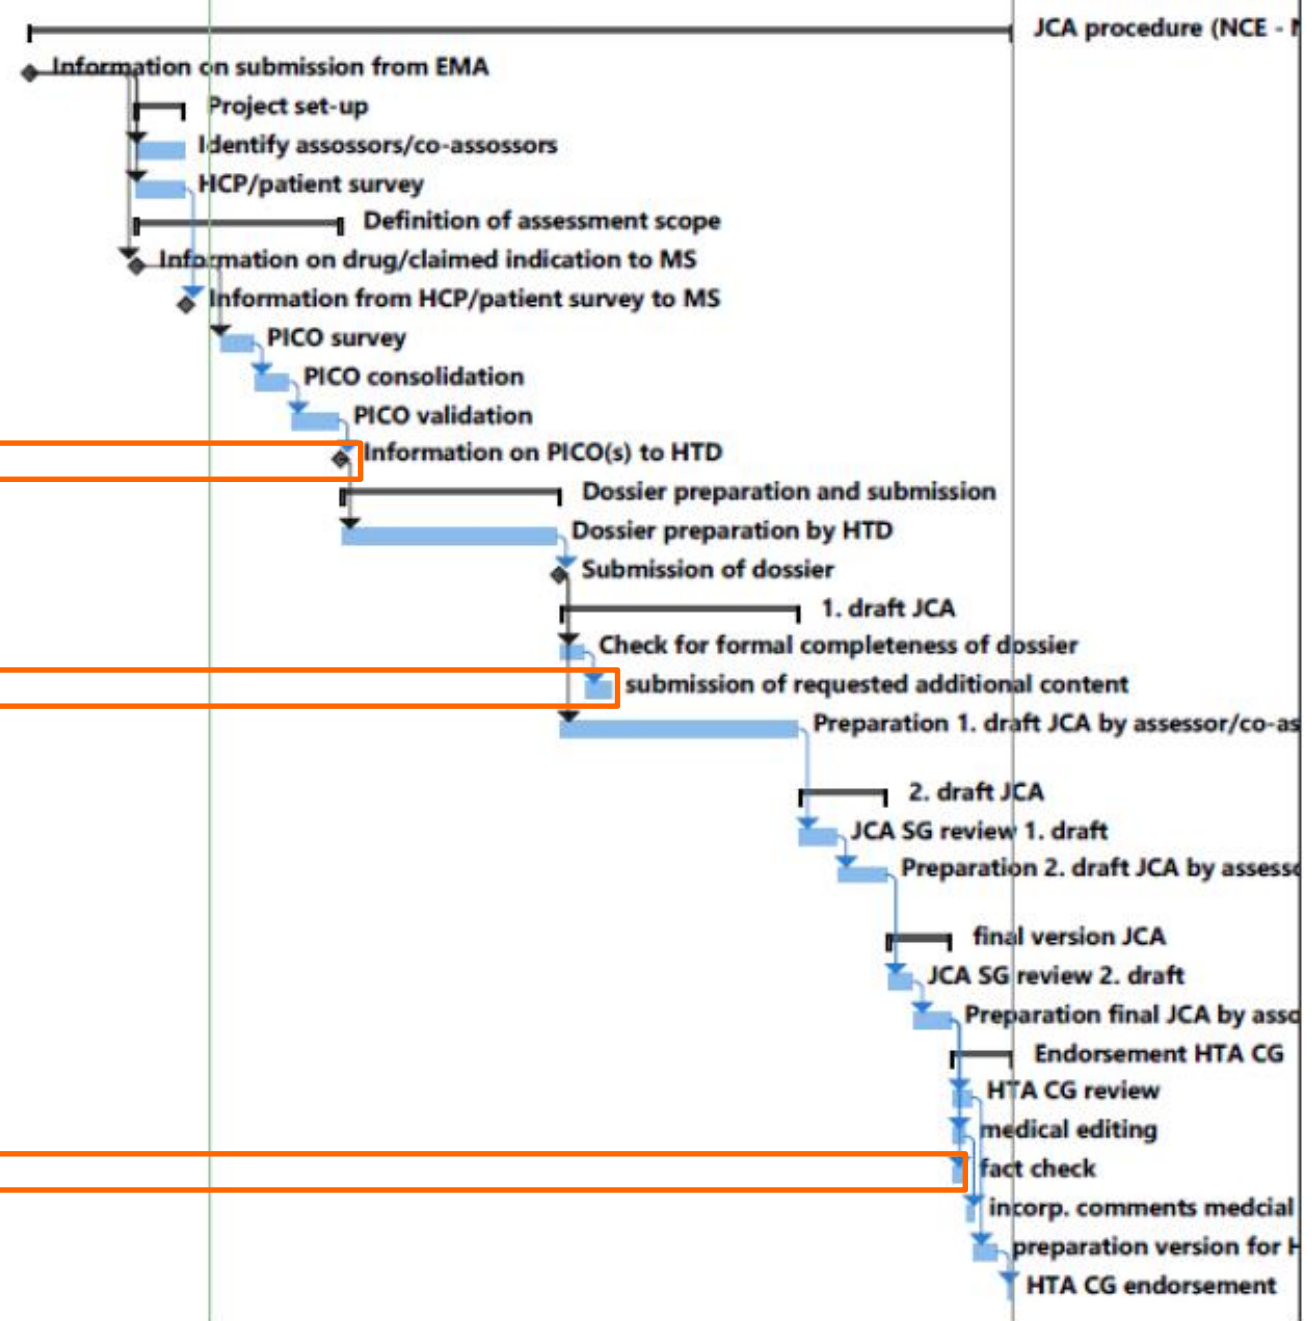 JCA procedure (NCE -
Information on submission from EMA
Project set-up
Identify assossors/co-assossors
HCP/patient survey
Definition of assessment scope
Information on drug/claimed indication to MS
Information from HCP/patient survey to MS
PICO survey
PICO consolidation
PICO validation
Information on PICO(s) to HTD
Dossier preparation and submission
Dossier preparation by HTD
Submission of dossier
1. draft JCA
Check for formal completeness of dossier
submission of requested additional content
Preparation 1. draft JCA by assessor/co-as
2. draft JCA
JCA SG review 1. draft
Preparation 2. draft JCA by assess
final version JCA
JCA SG review 2. draft
Preparation final JCA by asso
Endorsement HTA CG
HTA CG review
medical editing
fact check
incorp. comments medcial
preparation version for H
HTA CG endorsement